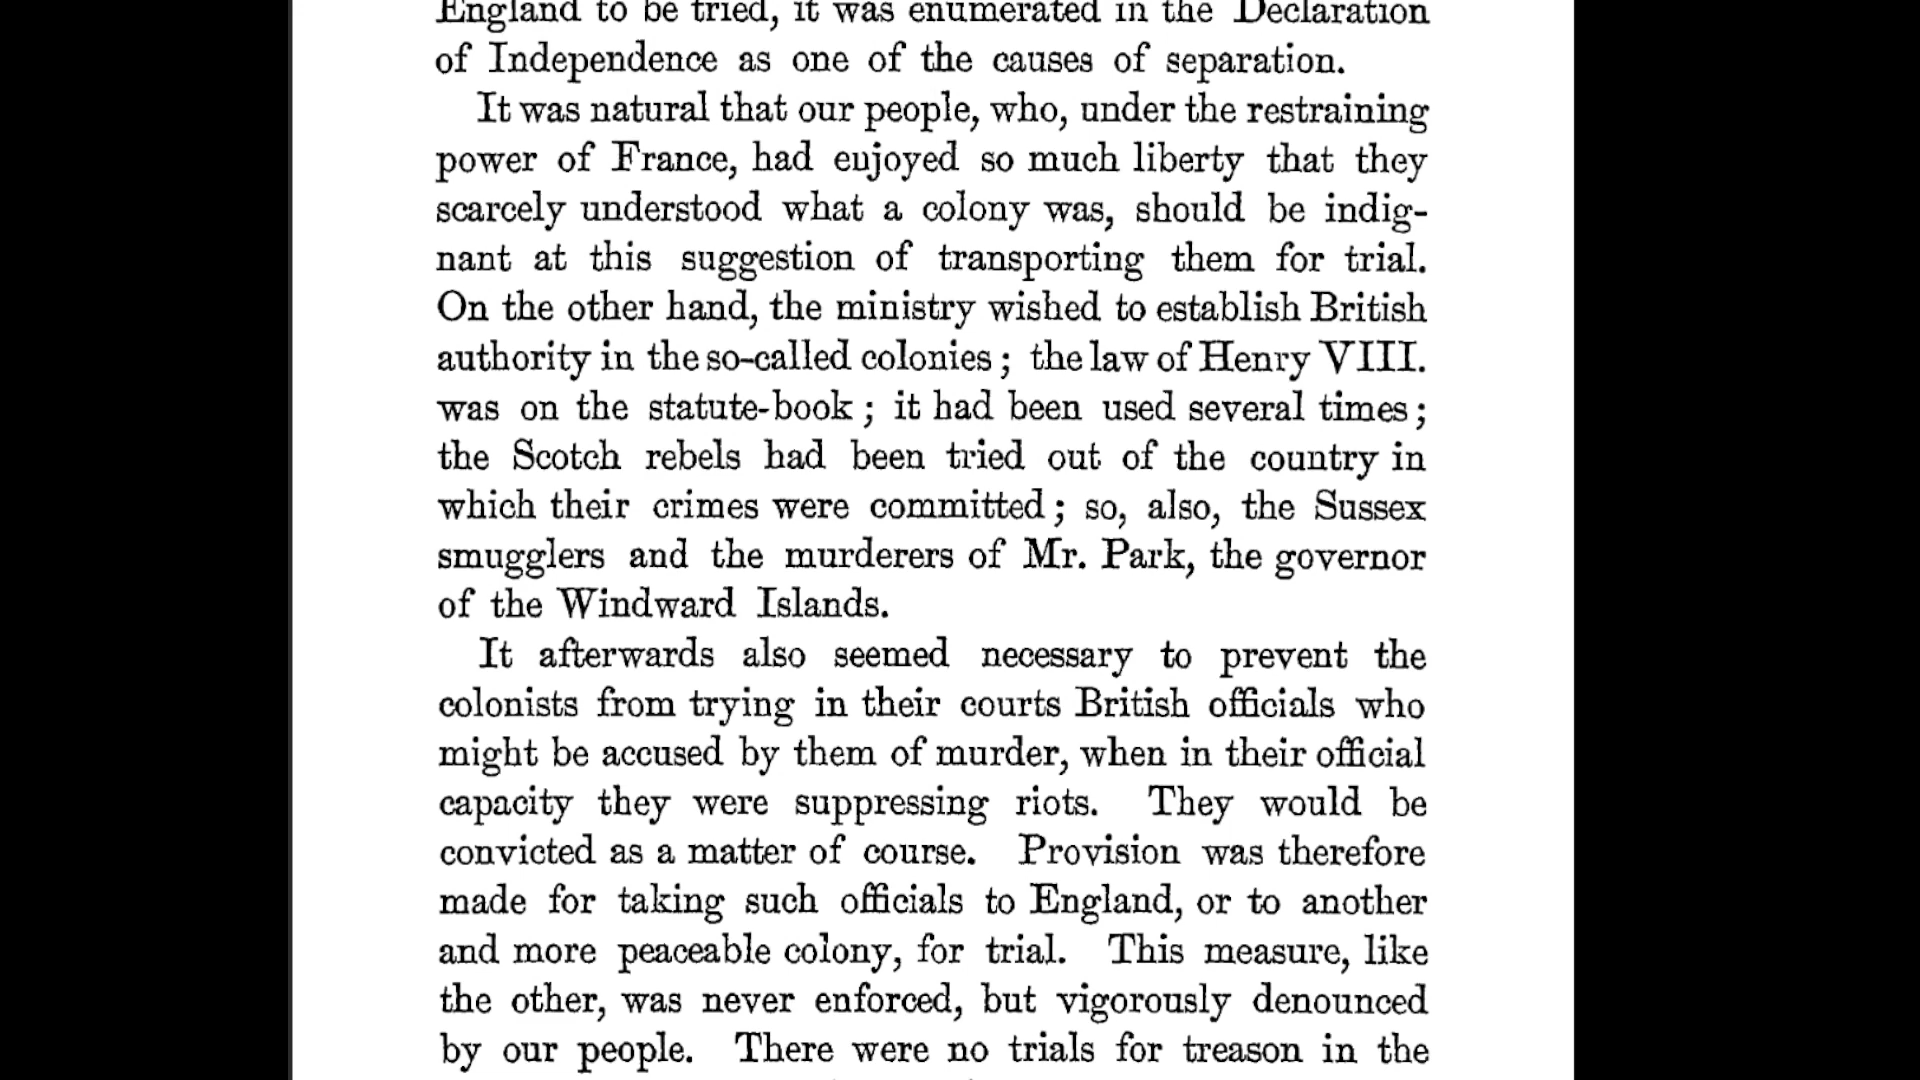 England to be tried, it was enumerated in the Declaration
of Independence as one of the causes of separation.
It was natural that our people, who, under the restraining
power of France, had enjoyed so much liberty that they
scarcely understood what a colony was, should be indig-
nant at this suggestion of transporting them for trial.
On the other hand, the ministry wished to establish British
authority in the so-called colonies; the law of Henry VIII.
was on the statute-book; it had been used several times;
the Scotch rebels had been tried out of the country in
which their crimes were committed; so, also, the Sussex
smugglers and the murderers of Mr. Park, the governor
of the Windward Islands.
It afterwards also seemed necessary to prevent the
colonists from trying in their courts British officials who
might be accused by them of murder, when in their official
capacity they were suppressing riots. They would be
convicted as a matter of course. Provision was therefore
made for taking such officials to England, or to another
and more peaceable colony, for trial. This measure, like
the other, was never enforced, but vigorously denounced
by our people. There were no trials for treason in the